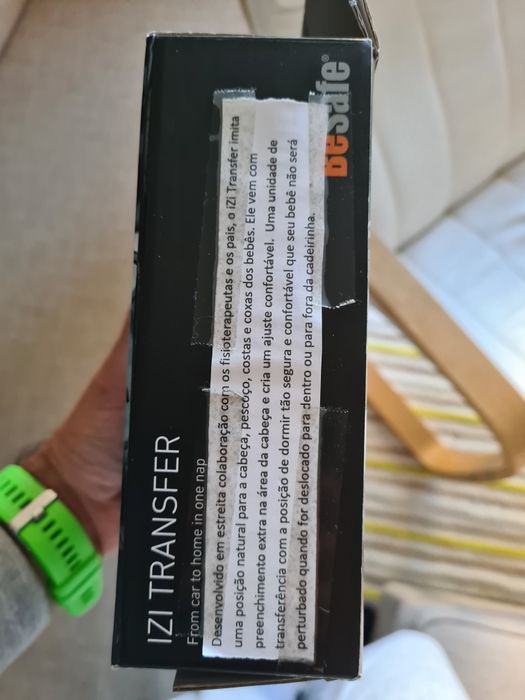 IZI TRANSFER
From car to home in one nap
Desenvolvido em estreita colaboração com os fisioterapeutas e os pais, o iZi Transfer imita
uma posição natural para a cabeça, pescoço, costas e coxas dos bebês. Ele vem com
preenchimento extra na área da cabeça e cria um ajuste confortável. Uma unidade de
transferência com a posição de dormir tão segura e confortável que seu bebê não será
perturbado quando for deslocado para dentro ou para fora da cadeirinha.
BeSafe®